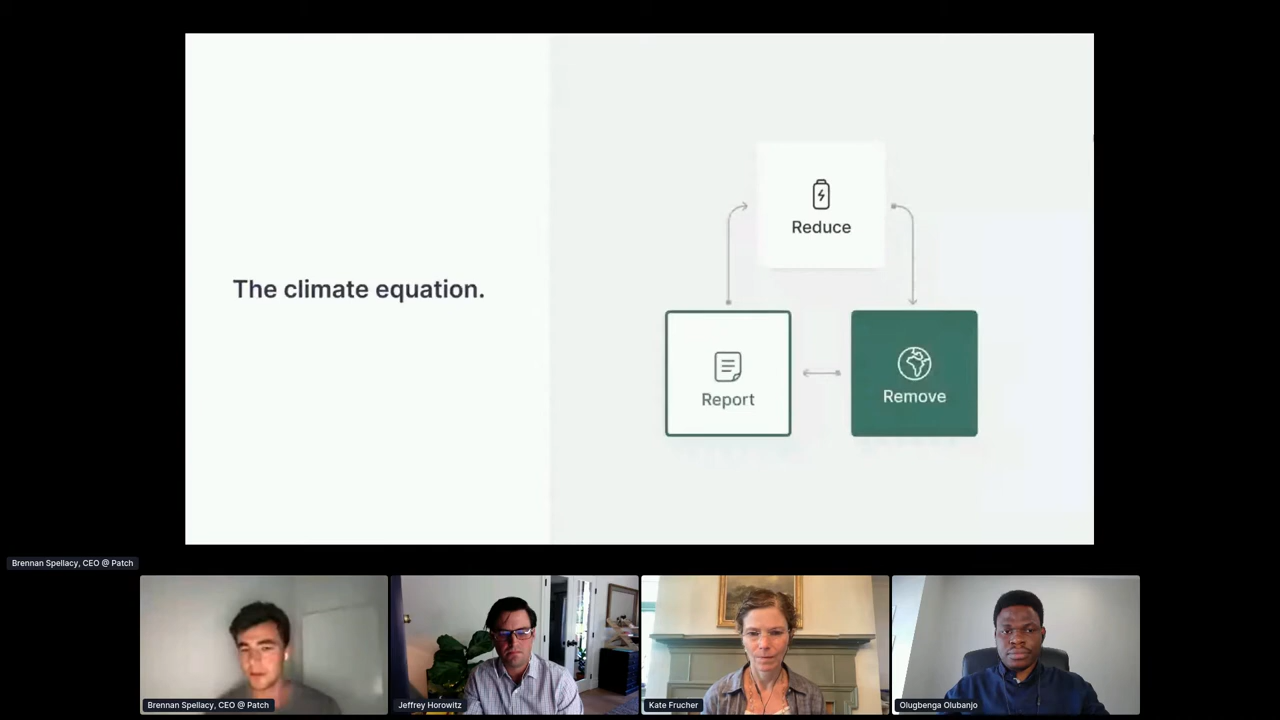 The climate equation.
Reduce
Report
Remove
Brennan Spellacy, CEO @ Patch
Brennan Spellacy, CEO @ Patch
Jeffrey Horowitz
Kate Frucher
Olugbenga Olubanjo